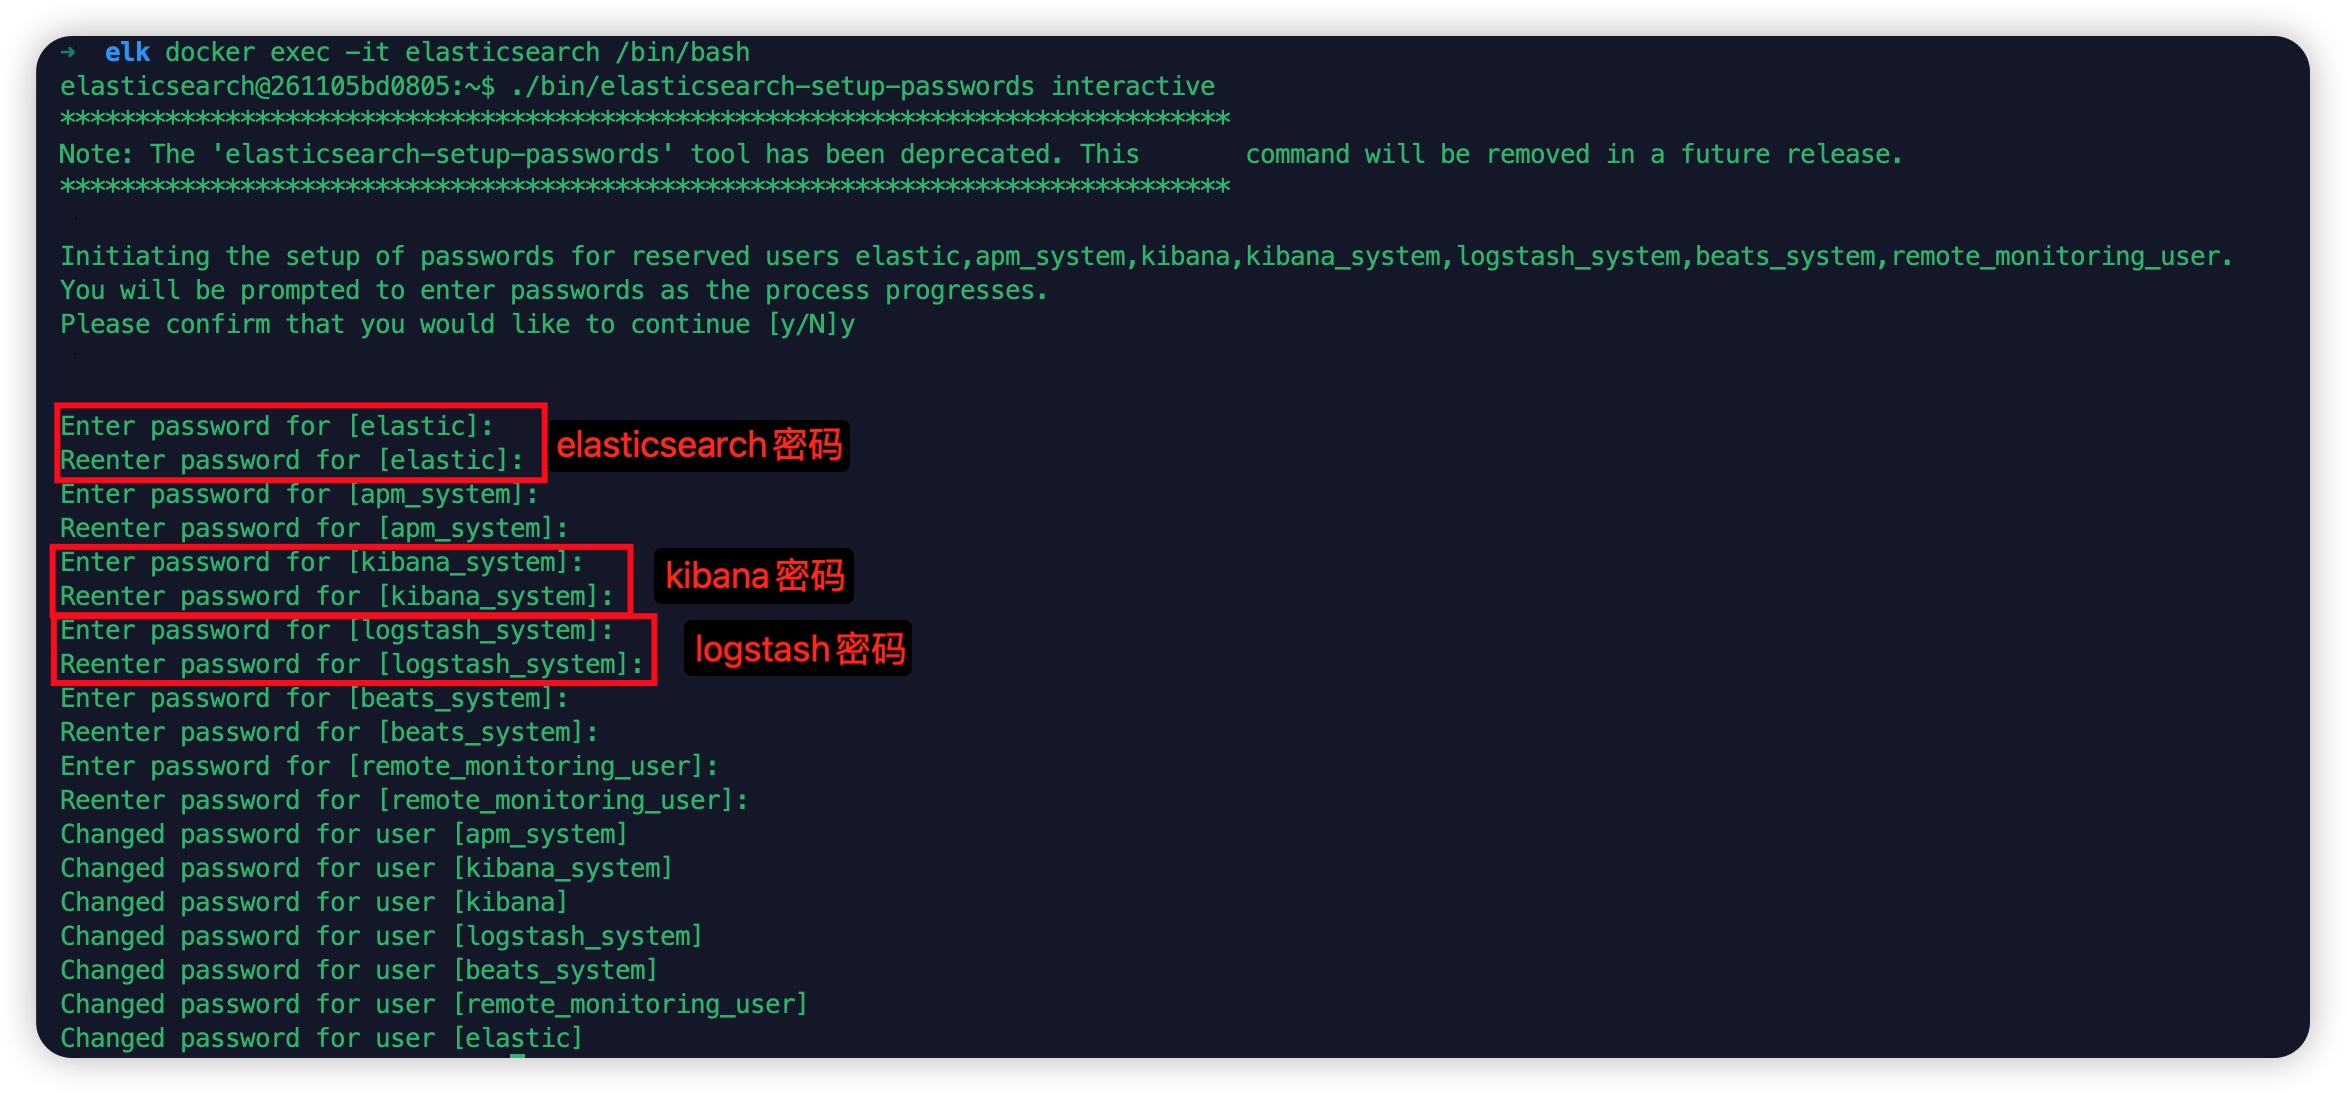 → elk docker exec -it elasticsearch /bin/bash
elasticsearch@261105bd0805:~$ ./bin/elasticsearch-setup-passwords interactive
******************************************************************************
Note: The 'elasticsearch-setup-passwords' tool has been deprecated. This       command will be removed in a future release.
******************************************************************************
Initiating the setup of passwords for reserved users elastic,apm_system,kibana,kibana_system,logstash_system,beats_system,remote_monitoring_user.
You will be prompted to enter passwords as the process progresses.
Please confirm that you would like to continue [y/N]y
Enter password for [elastic]:
Reenter password for [elastic]:
elasticsearch密码
Enter password for [apm_system]:
Reenter password for [apm_system]:
Enter password for [kibana_system]:
Reenter password for [kibana_system]:
kibana密码
Enter password for [logstash_system]:
Reenter password for [logstash_system]:
logstash密码
Enter password for [beats_system]:
Reenter password for [beats_system]:
Enter password for [remote_monitoring_user]:
Reenter password for [remote_monitoring_user]:
Changed password for user [apm_system]
Changed password for user [kibana_system]
Changed password for user [kibana]
Changed password for user [logstash_system]
Changed password for user [beats_system]
Changed password for user [remote_monitoring_user]
Changed password for user [elastic]